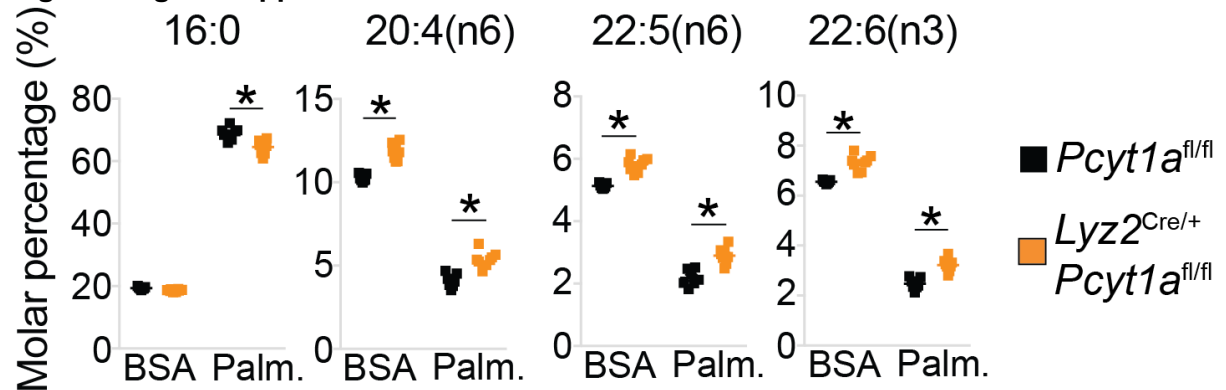 16:0 20:4(n6) 22:5(n6) 22:6(n3)
Molar percentage (%)
80 60 40 20 0
BSA Palm.
15 10 5 0
BSA Palm.
8 6 4 2 0
BSA Palm.
10 8 6 4 2 0
BSA Palm.
* * * * * * *
Pcyt1a^fl/fl
Lyz2^Cre/+
Pcyt1a^fl/fl